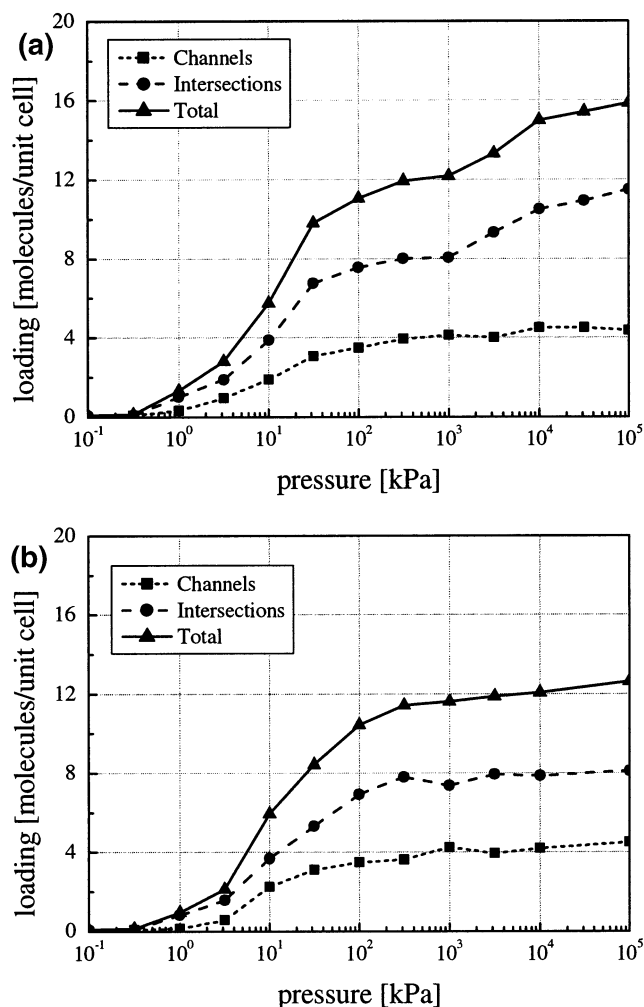 (a)
20
16
12
8
4
0
Channels
Intersections
Total
loading [molecules/unit cell]
10⁻¹ 10⁰ 10¹ 10² 10³ 10⁴ 10⁵
pressure [kPa]
(b)
20
16
12
8
4
0
Channels
Intersections
Total
loading [molecules/unit cell]
10⁻¹ 10⁰ 10¹ 10² 10³ 10⁴ 10⁵
pressure [kPa]